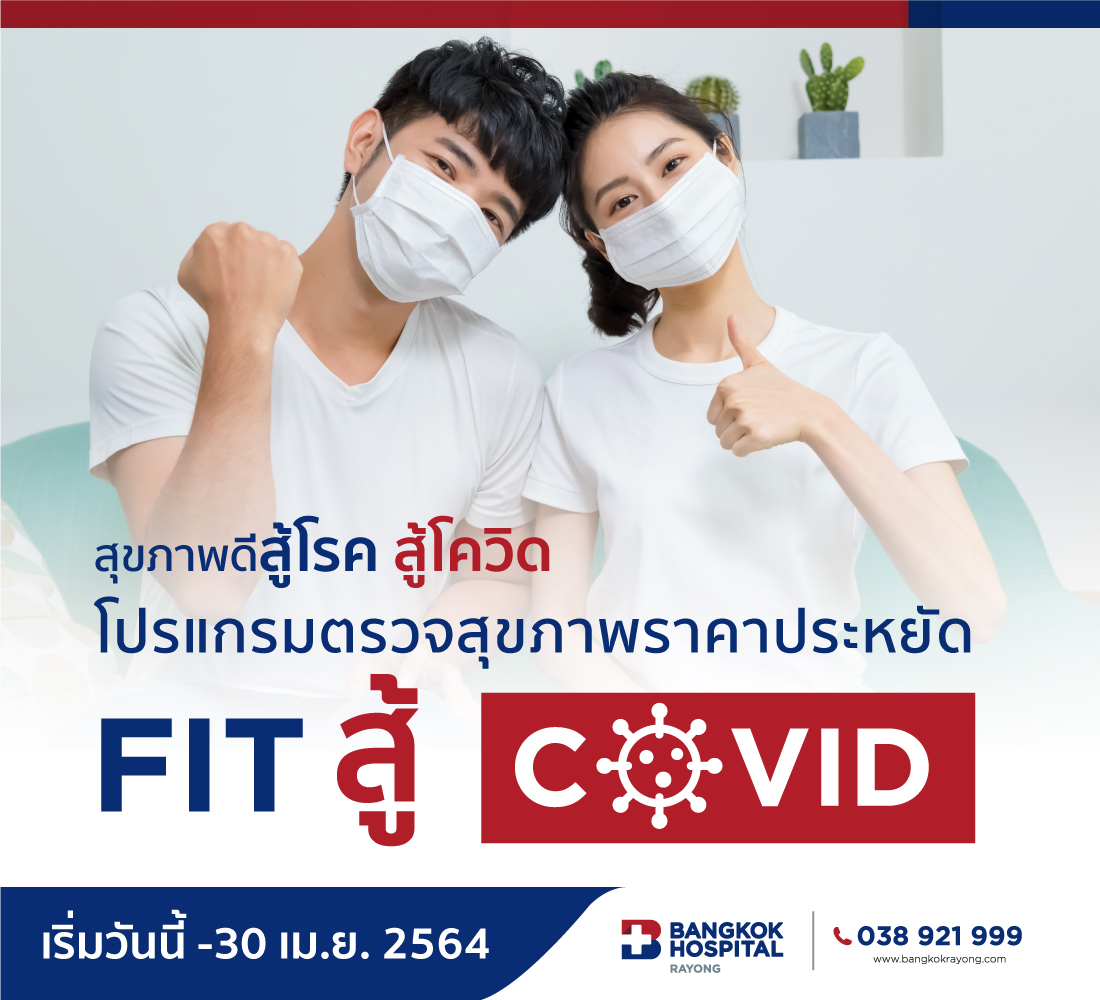 สุขภาพดีสู้โรค สู้โควิด
โปรแกรมตรวจสุขภาพราคาประหยัด
FIT สู้ COVID
เริ่มวันนี้ -30 เม.ย. 2564
BANGKOK
HOSPITAL
RAYONG
038 921 999
www.bangkokrayong.com